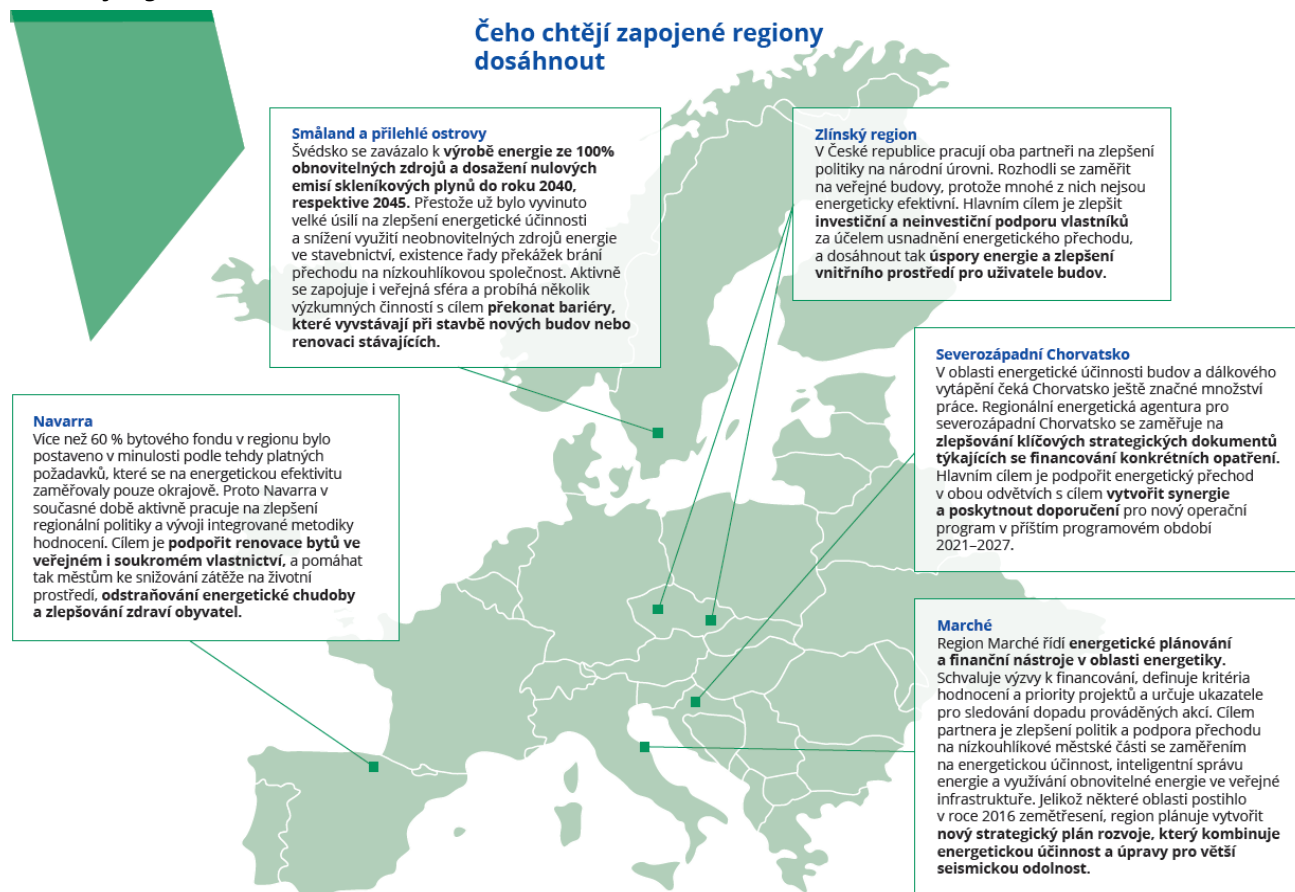 Čeho chtějí zapojené regiony
dosáhnout
Småland a přilehlé ostrovy
Švédsko se zavázalo k výrobě energie ze 100%
obnovitelných zdrojů a dosažení nulových
emisí skleníkových plynů do roku 2040,
respektive 2045. Přestože už bylo vyvinuto
velké úsilí na zlepšení energetické účinnosti
a snížení využití neobnovitelných zdrojů energie
ve stavebnictví, existence řady překážek brání
přechodu na nízkouhlíkovou společnost. Aktivně
se zapojuje i veřejná sféra a probíhá několik
výzkumných činností s cílem překonat bariéry,
které vyvstávají při stavbě nových budov nebo
renovaci stávajících.
Zlínský region
V České republice pracují oba partneři na zlepšení
politiky na národní úrovni. Rozhodli se zaměřit
na veřejné budovy, protože mnohé z nich nejsou
energeticky efektivní. Hlavním cílem je zlepšit
investiční a neinvestiční podporu vlastníků
za účelem usnadnění energetického přechodu,
a dosáhnout tak úspory energie a zlepšení
vnitřního prostředí pro uživatele budov.
Severozápadní Chorvatsko
V oblasti energetické účinnosti budov a dálkového
vytápění čeká Chorvatsko ještě značné množství
práce. Regionální energetická agentura pro
severozápadní Chorvatsko se zaměřuje na
zlepšování klíčových strategických dokumentů
týkajících se financování konkrétních opatření.
Hlavním cílem je podpořit energetický přechod
v obou odvětvích s cílem vytvořit synergie
a poskytnout doporučení pro nový operační
program v příštím programovém období
2021–2027.
Navarra
Více než 60 % bytového fondu v regionu bylo
postaveno v minulosti podle tehdy platných
požadavků, které se na energetickou efektivitu
zaměřovaly pouze okrajově. Proto Navarra v
současné době aktivně pracuje na zlepšení
regionální politiky a vývoji integrované metodiky
hodnocení. Cílem je podpořit renovace bytů ve
veřejném i soukromém vlastnictví, a pomáhat
tak městům ke snižování zátěže na životní
prostředí, odstraňování energetické chudoby
a zlepšování zdraví obyvatel.
Marché
Region Marché řídí energetické plánování
a finanční nástroje v oblasti energetiky.
Schvaluje výzvy k financování, definuje kritéria
hodnocení a priority projektů a určuje ukazatele
pro sledování dopadu prováděných akcí. Cílem
partnera je zlepšení politik a podpora přechodu
na nízkouhlíkové městské části se zaměřením
na energetickou účinnost, inteligentní správu
energie a využívání obnovitelné energie ve veřejné
infrastruktuře. Jelikož některé oblasti postihlo
v roce 2016 zemětřesení, region plánuje vytvořit
nový strategický plán rozvoje, který kombinuje
energetickou účinnost a úpravy pro větší
seismickou odolnost.